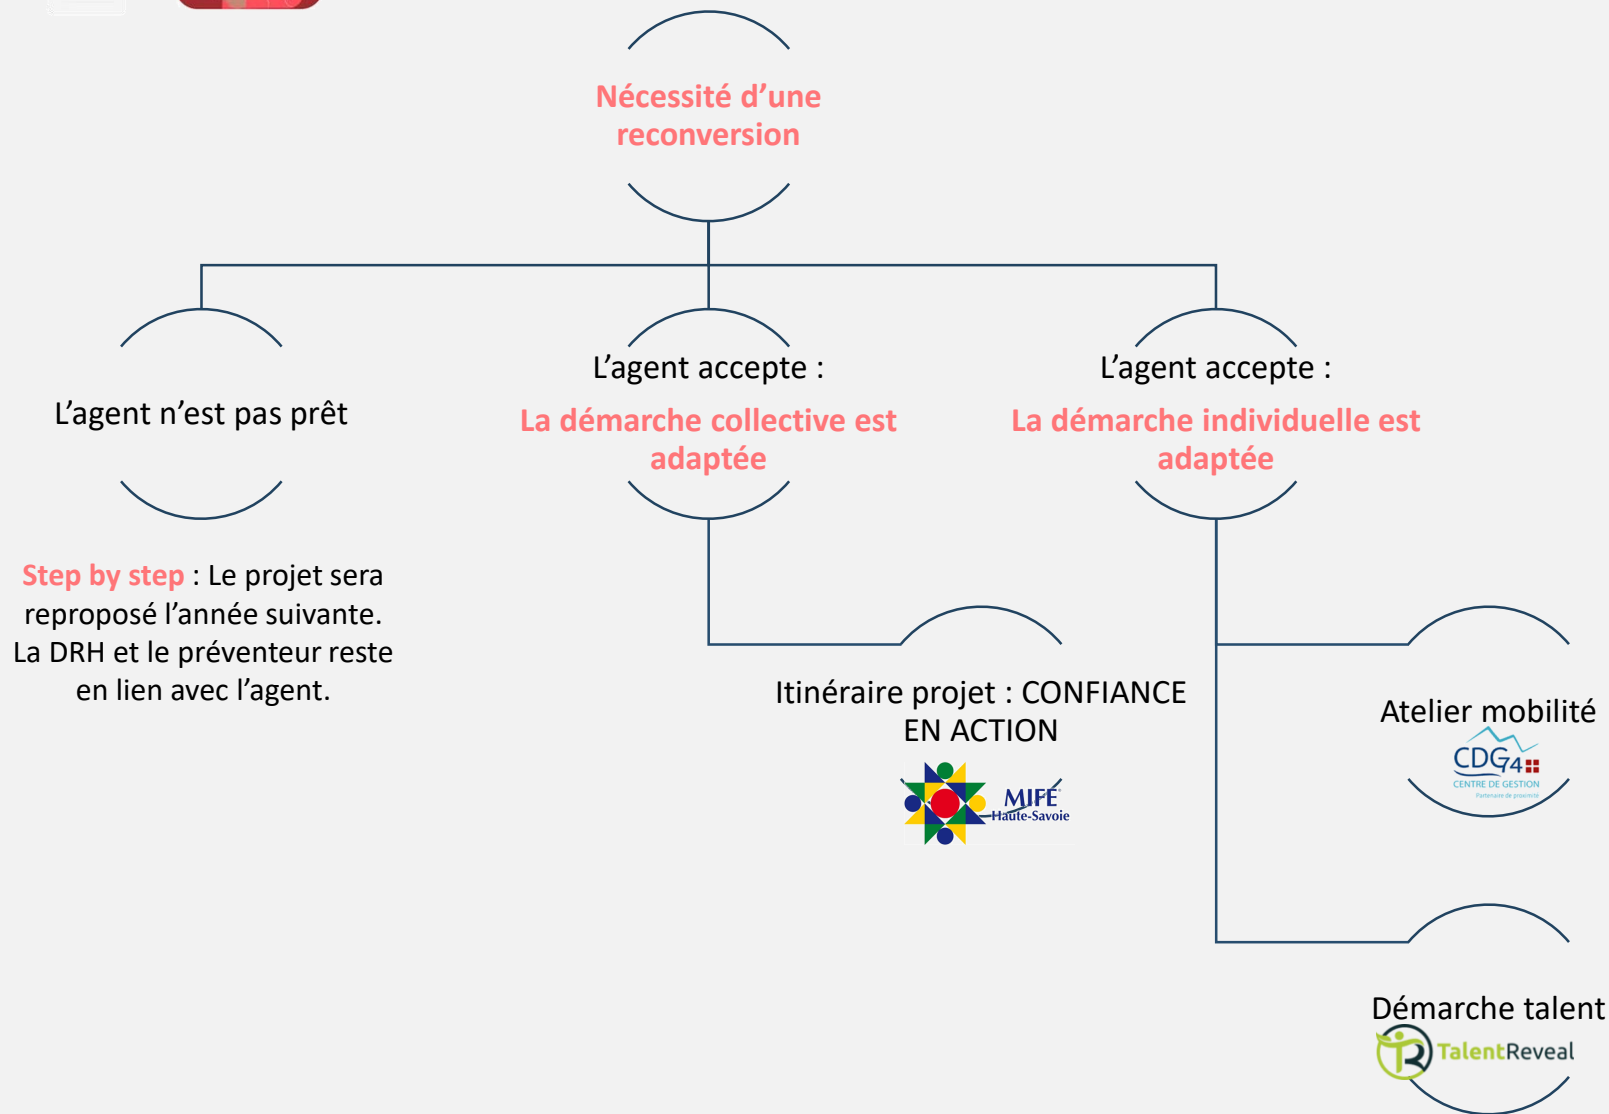 Nécessité d’une
reconversion
L’agent n’est pas prêt
L’agent accepte :
La démarche collective est
adaptée
L’agent accepte :
La démarche individuelle est
adaptée
Step by step : Le projet sera
reproposé l’année suivante.
La DRH et le préventeur reste
en lien avec l’agent.
Itinéraire projet : CONFIANCE
EN ACTION
MIFE
Haute-Savoie
Atelier mobilité
CDG74
CENTRE DE GESTION
Partenaire de proximité
Démarche talent
TalentReveal